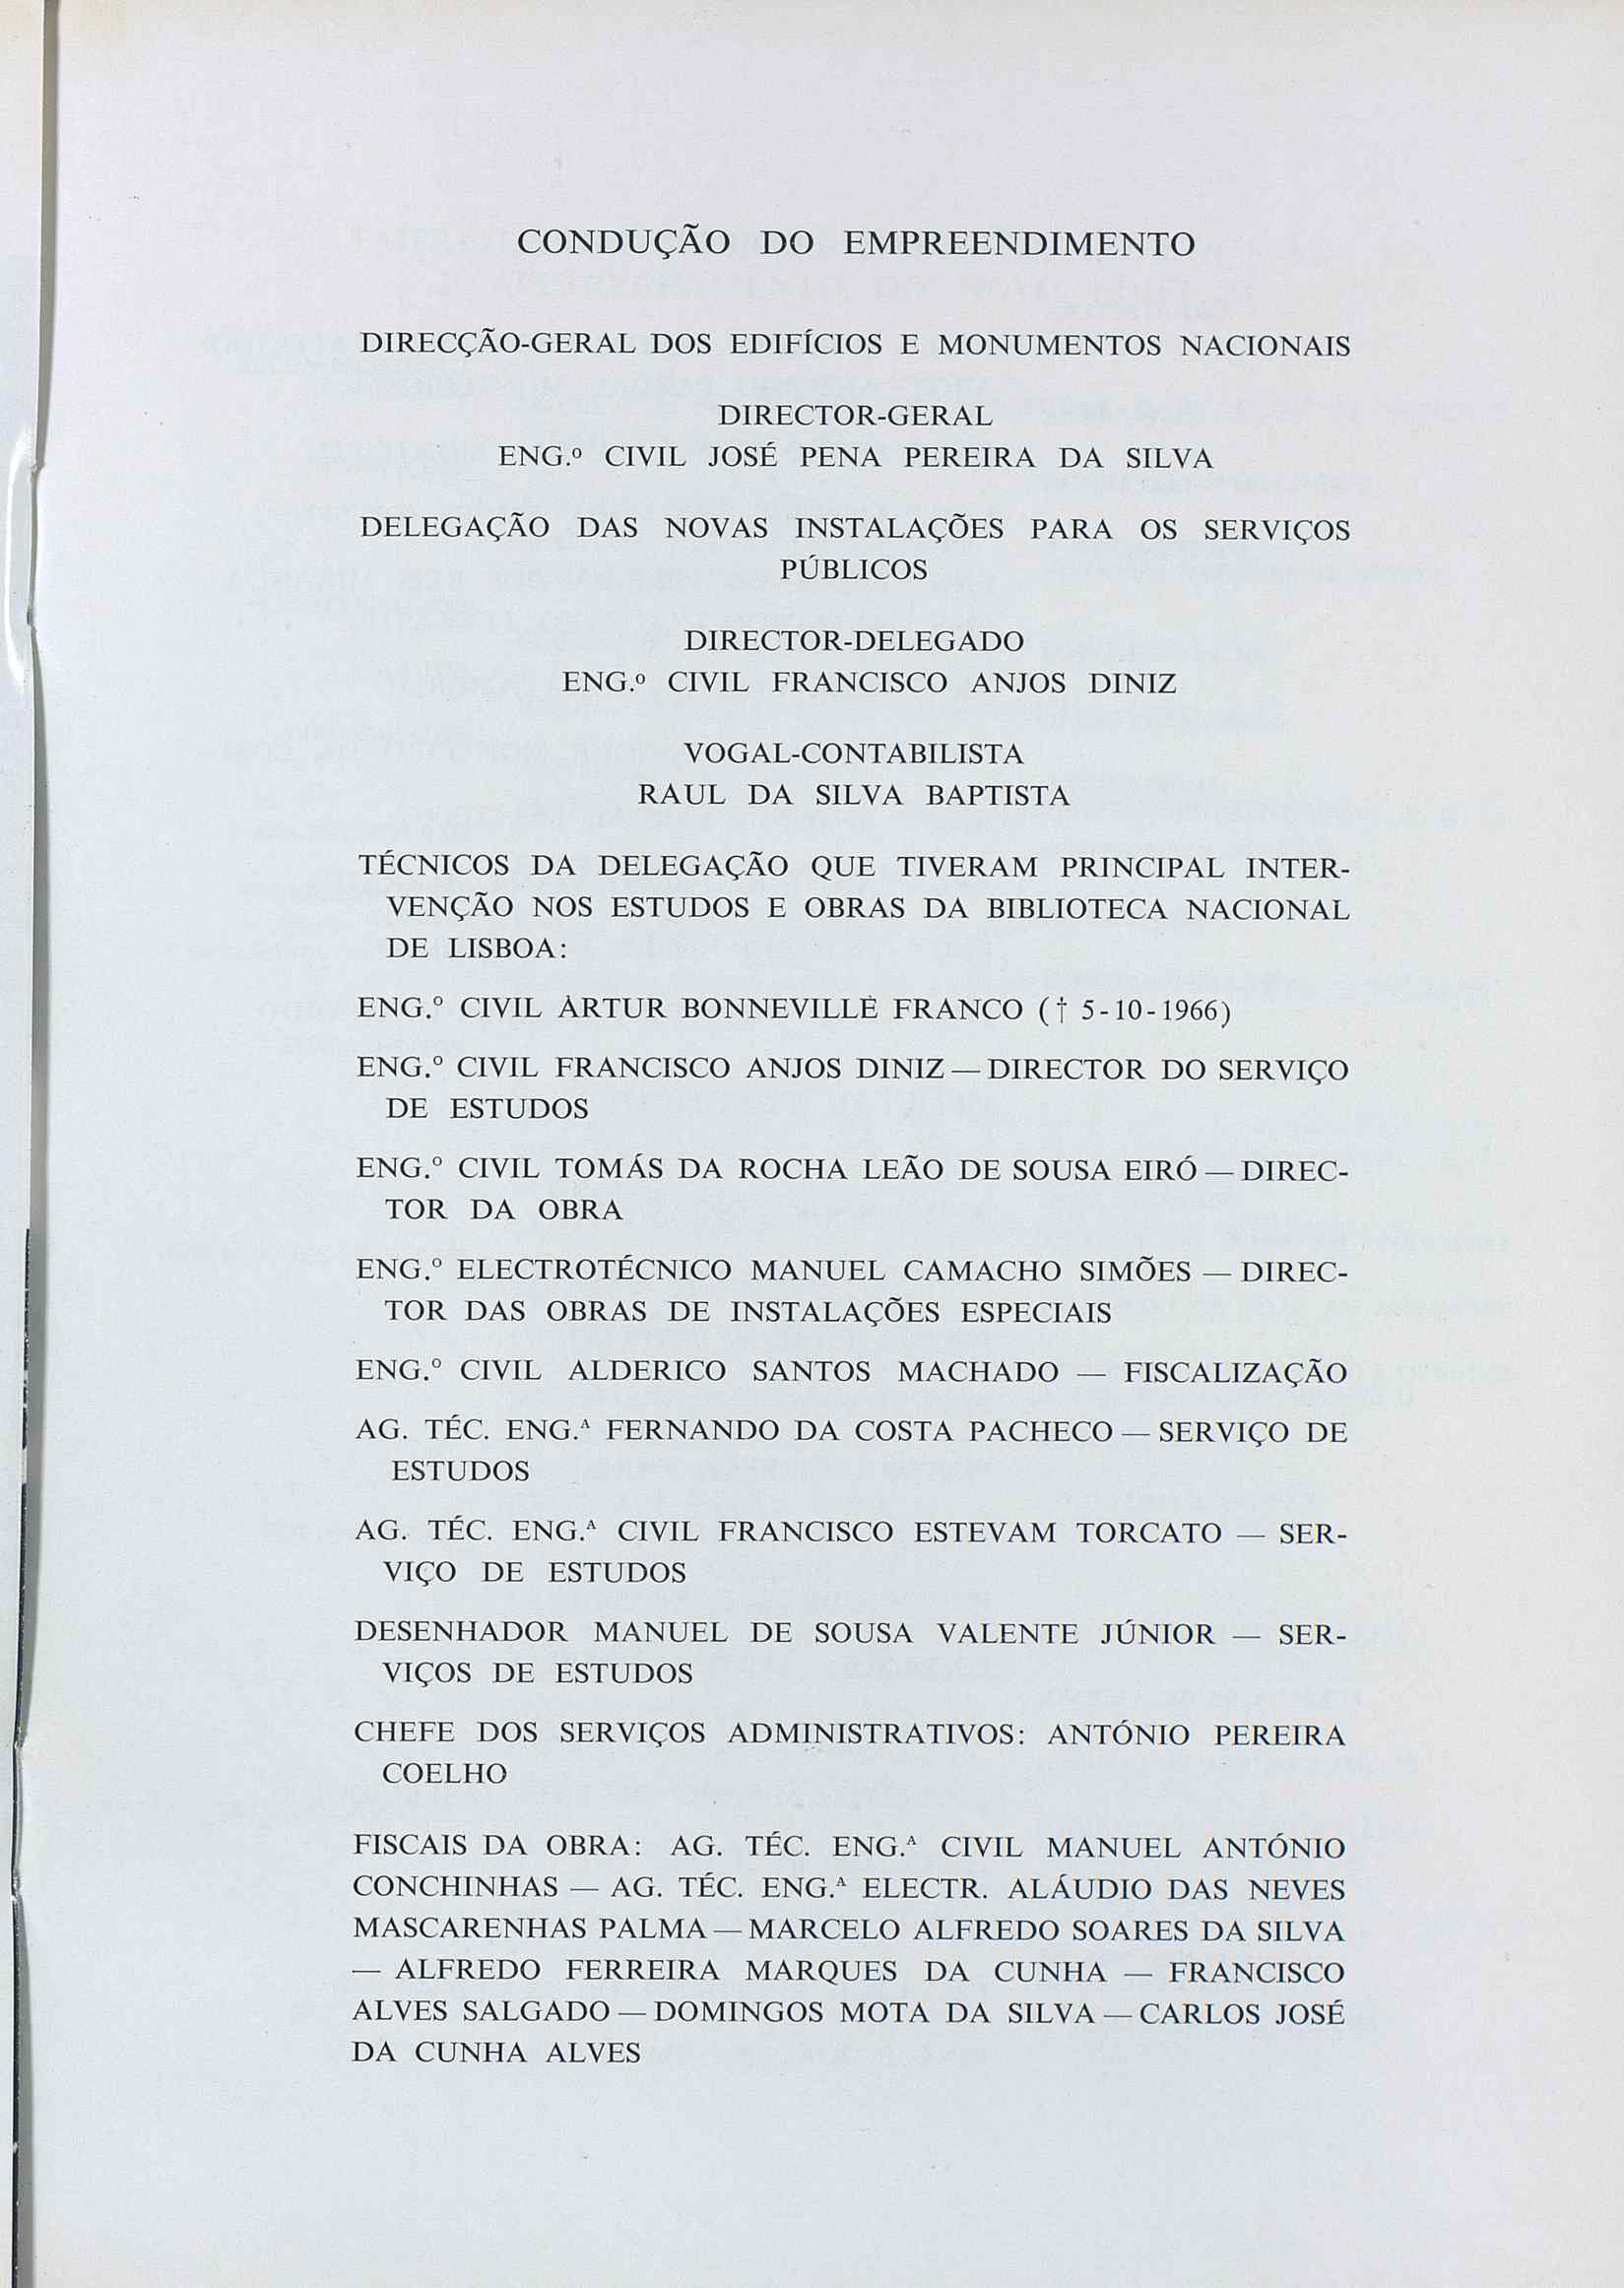 CONDUÇÃO DO EMPREENDIMENTO
DIRECÇÃO-GERAL DOS EDIFÍCIOS E MONUMENTOS NACIONAIS
DIRECTOR-GERAL
ENG.º CIVIL JOSÉ PENA PEREIRA DA SILVA
DELEGAÇÃO DAS NOVAS INSTALAÇÕES PARA OS SERVIÇOS
PÚBLICOS
DIRECTOR-DELEGADO
ENG.º CIVIL FRANCISCO ANJOS DINIZ
VOGAL-CONTABILISTA
RAUL DA SILVA BAPTISTA
TÉCNICOS DA DELEGAÇÃO QUE TIVERAM PRINCIPAL INTER-
VENÇÃO NOS ESTUDOS E OBRAS DA BIBLIOTECA NACIONAL
DE LISBOA:
ENG.º CIVIL ARTUR BONNEVILLE FRANCO († 5-10-1966)
ENG.º CIVIL FRANCISCO ANJOS DINIZ — DIRECTOR DO SERVIÇO
DE ESTUDOS
ENG.º CIVIL TOMÁS DA ROCHA LEÃO DE SOUSA EIRÓ — DIREC-
TOR DA OBRA
ENG.º ELECTROTÉCNICO MANUEL CAMACHO SIMÕES — DIREC-
TOR DAS OBRAS DE INSTALAÇÕES ESPECIAIS
ENG.º CIVIL ALDERICO SANTOS MACHADO — FISCALIZAÇÃO
AG. TÉC. ENG.ᴬ FERNANDO DA COSTA PACHECO — SERVIÇO DE
ESTUDOS
AG. TÉC. ENG.ᴬ CIVIL FRANCISCO ESTEVAM TORCATO — SER-
VIÇO DE ESTUDOS
DESENHADOR MANUEL DE SOUSA VALENTE JÚNIOR — SER-
VIÇOS DE ESTUDOS
CHEFE DOS SERVIÇOS ADMINISTRATIVOS: ANTÓNIO PEREIRA
COELHO
FISCAIS DA OBRA: AG. TÉC. ENG.ᴬ CIVIL MANUEL ANTÓNIO
CONCHINHAS — AG. TÉC. ENG.ᴬ ELECTR. ALÁUDIO DAS NEVES
MASCARENHAS PALMA — MARCELO ALFREDO SOARES DA SILVA
— ALFREDO FERREIRA MARQUES DA CUNHA — FRANCISCO
ALVES SALGADO — DOMINGOS MOTA DA SILVA — CARLOS JOSÉ
DA CUNHA ALVES